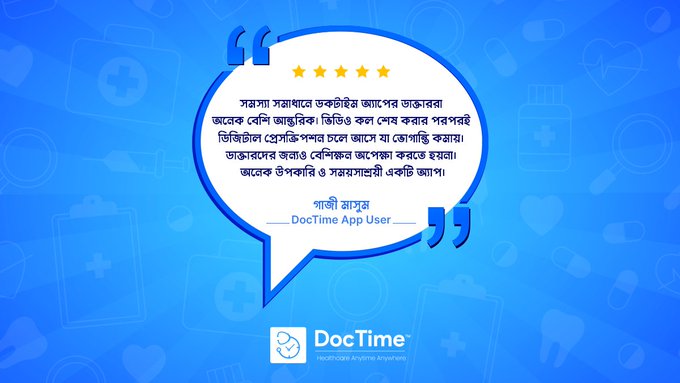 সমস্যা সমাধানে ডকটাইম অ্যাপের ডাক্তাররা
অনেক বেশি আন্তরিক। ভিডিও কল শেষ করার পরপরই
ডিজিটাল প্রেসক্রিপশন চলে আসে যা ভোগান্তি কমায়।
ডাক্তারদের জন্যও বেশিক্ষন অপেক্ষা করতে হয়না।
অনেক উপকারি ও সময়সাশ্রয়ী একটি অ্যাপ।
গাজী মাসুম
DocTime App User
DocTime™
Healthcare Anytime Anywhere